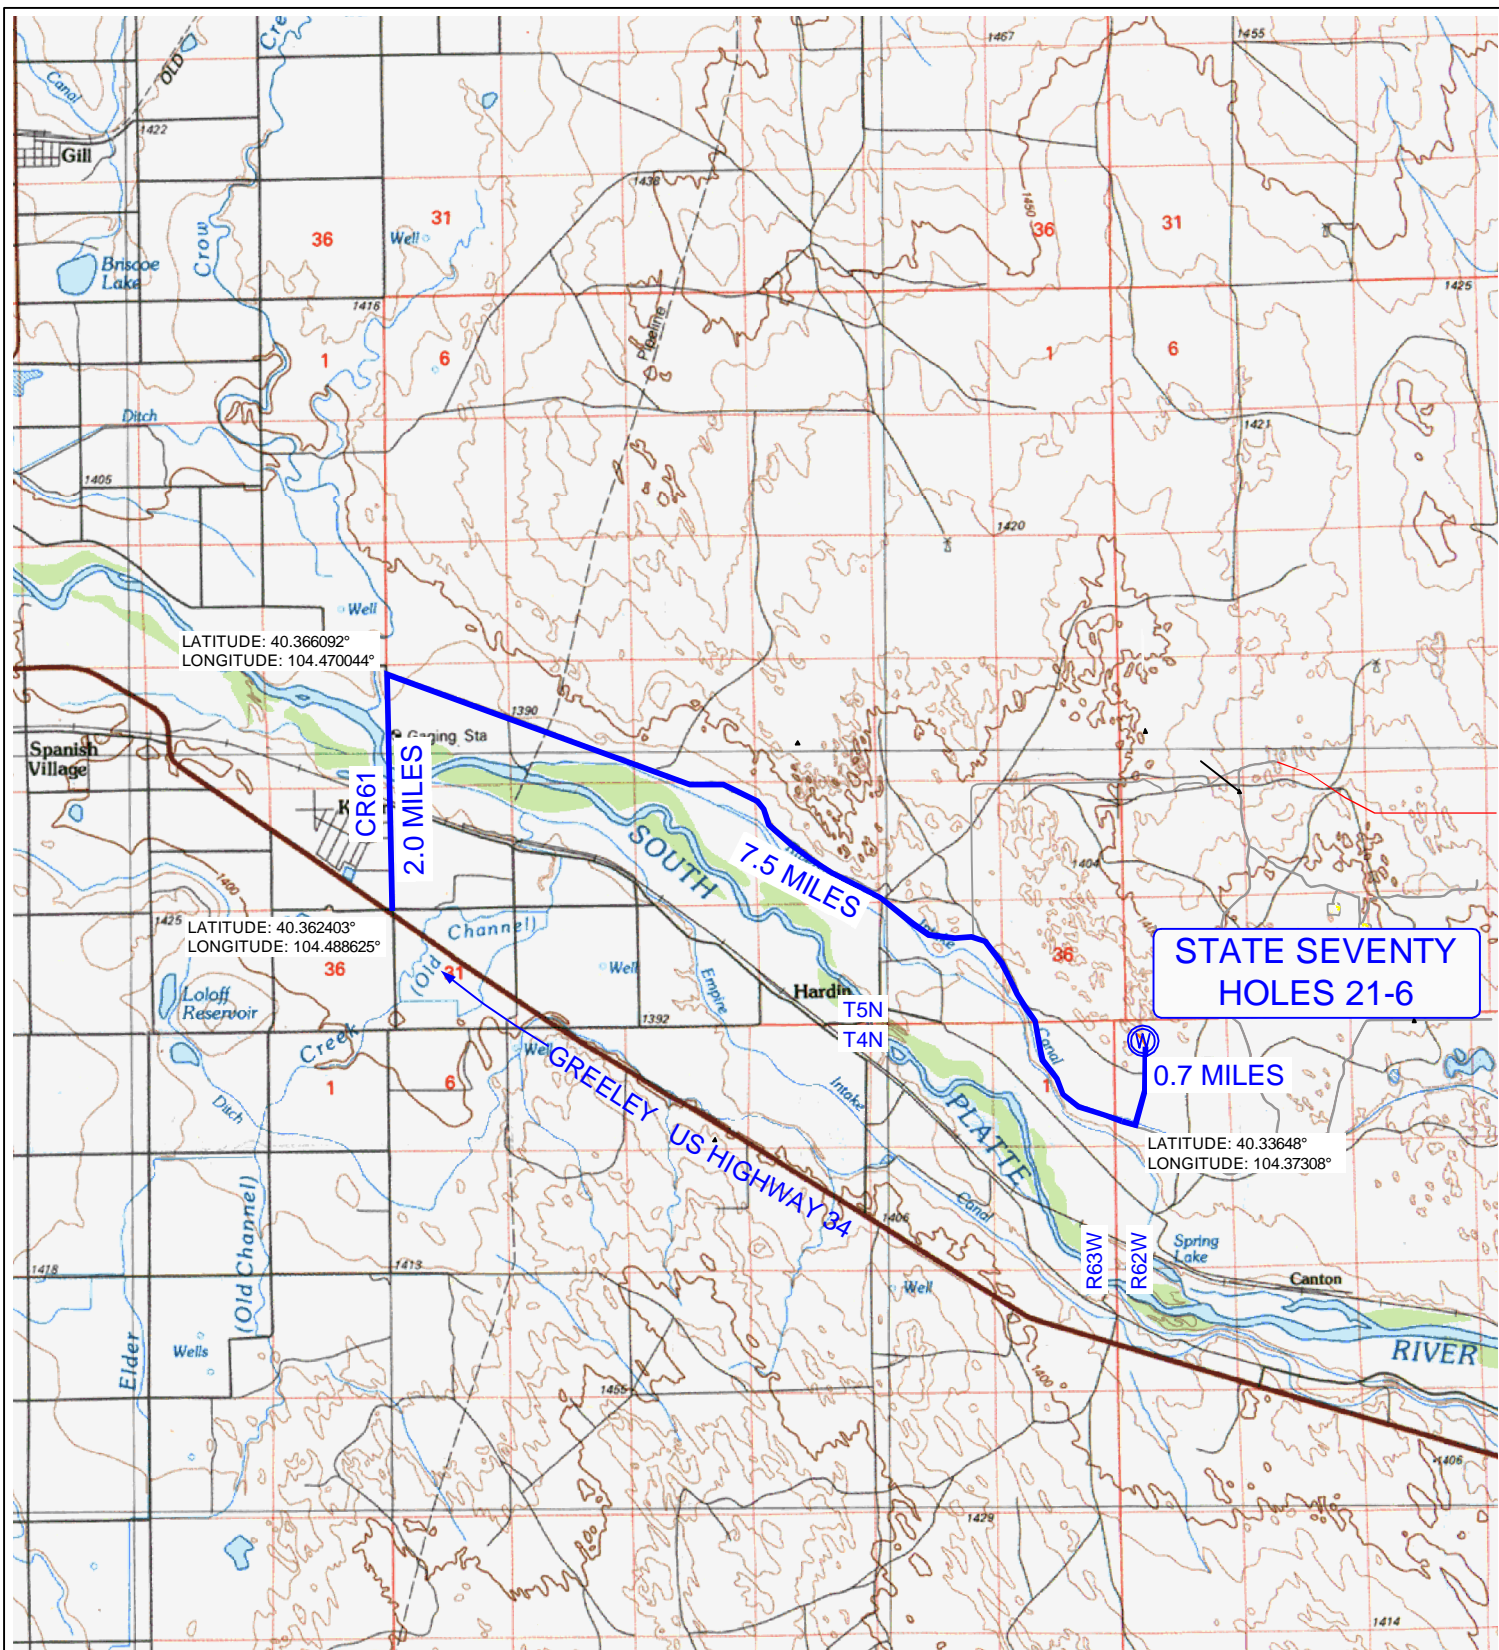 Cre
1467
1455
OLD
Canal
1422
Gill
1438
1450
36
31
Well
36
31
Crow
Briscoe
Lake
1425
1416
Pipeline
1
6
1
6
Ditch
1421
1405
1420
Well
LATITUDE: 40.366092°
LONGITUDE: 104.470044°
1390
Gaging Sta
Spanish
Village
CR61
2.0 MILES
K
SOUTH
7.5 MILES
1404
1400
1425
LATITUDE: 40.362403°
LONGITUDE: 104.488625°
Channel)
(Old
Intake
36
STATE SEVENTY
HOLES 21-6
36
31
Well
Empire
Loloff
Reservoir
Hardin
T5N
T4N
1392
Creek
Well
Canal
W
0.7 MILES
GREELEY
1
6
1
Intake
Ditch
PLATTE
US HIGHWAY 34
LATITUDE: 40.33648°
LONGITUDE: 104.37308°
Canal
1406
(Old Channel)
R63W
R62W
Spring
Lake
1418
1413
Well
Canton
Elder
Wells
RIVER
1455
1400
1406
1429
1414